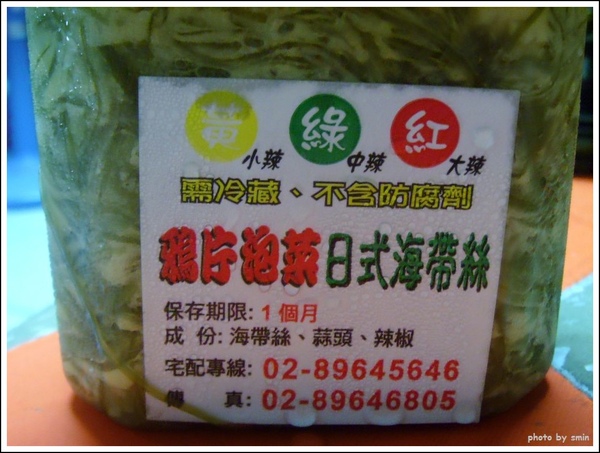 黃 綠 紅
小辣 中辣 大辣
需冷藏、不含防腐劑
鴉片泡菜日式海帶絲
保存期限: 1個月
成　份: 海帶絲、蒜頭、辣椒
宅配專線: 02-89645646
傳　真: 02-89646805
photo by smin